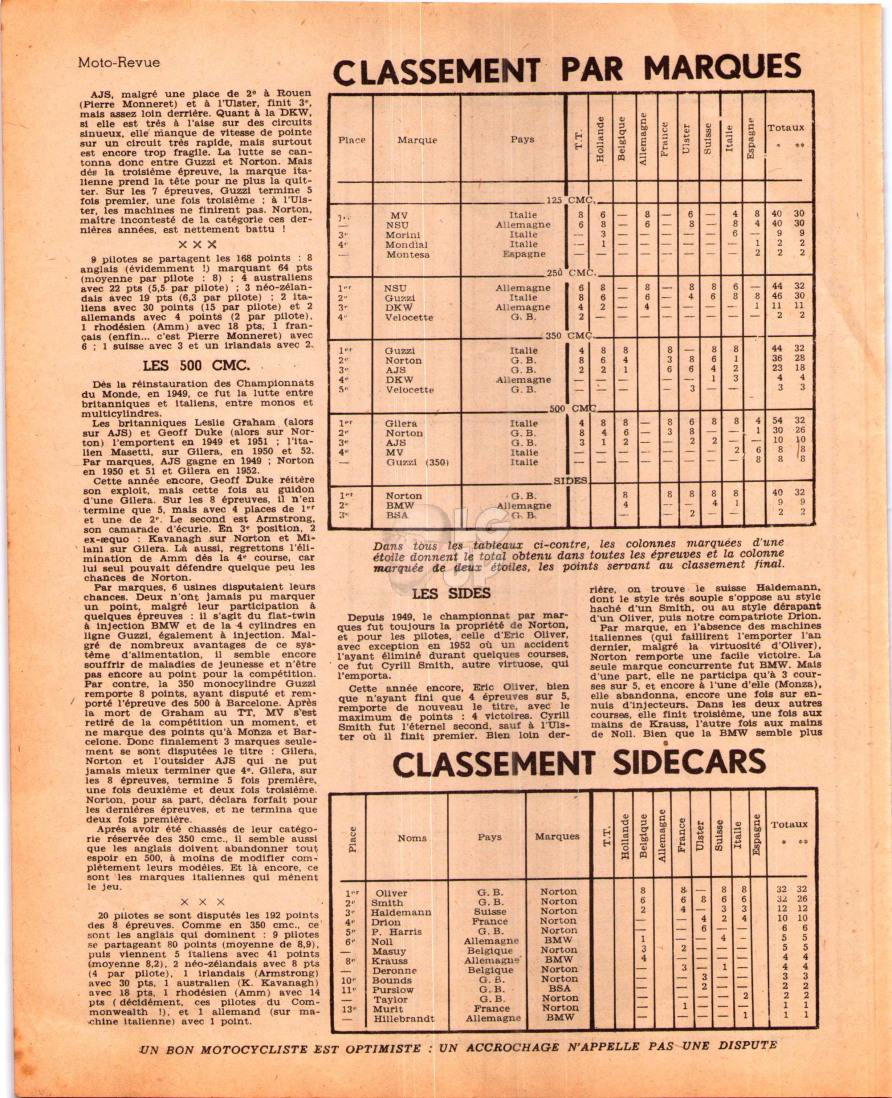 Moto-Revue
AJS, malgré une place de 2e à Rouen
(Pierre Monneret) et à l'Ulster, finit 3e,
mais assez loin derrière. Quant à la DKW,
si elle est très à l'aise sur des circuits
sinueux, elle manque de vitesse de pointe
sur un circuit très rapide, mais surtout
est encore trop fragile. La lutte se can-
tonna donc entre Guzzi et Norton. Mais
dès la troisième épreuve, la marque ita-
lienne prend la tête pour ne plus la quit-
ter. Sur les 7 épreuves, Guzzi termine 5
fois premier, une fois troisième ; à l'Uls-
ter, les machines ne finirent pas. Norton,
maître incontesté de la catégorie ces der-
nières années, est nettement battu !
× × ×
9 pilotes se partagent les 168 points : 8
anglais (évidemment !) marquant 64 pts
(moyenne par pilote : 8) ; 4 australiens
avec 22 pts (5,5 par pilote) ; 3 néo-zélan-
dais avec 19 pts (6,3 par pilote) ; 2 ita-
liens avec 30 points (15 par pilote) et 2
allemands avec 4 points (2 par pilote),
1 rhodésien (Amm) avec 18 pts, 1 fran-
çais (enfin... c'est Pierre Monneret) avec
6 ; 1 suisse avec 3 et un irlandais avec 2.
LES 500 CMC.
Dès la réinstauration des Championnats
du Monde, en 1949, ce fut la lutte entre
britanniques et italiens, entre monos et
multicylindres.
Les britanniques Leslie Graham (alors
sur AJS) et Geoff Duke (alors sur Nor-
ton) l'emportent en 1949 et 1951 ; l'ita-
lien Masetti, sur Gilera, en 1950 et 52.
Par marques, AJS gagne en 1949 ; Norton
en 1950 et 51 et Gilera en 1952.
Cette année encore, Geoff Duke réitère
son exploit, mais cette fois au guidon
d'une Gilera. Sur les 8 épreuves, il n'en
termine que 5, mais avec 4 places de 1er
et une de 2e. Le second est Armstrong,
son camarade d'écurie. En 3e position, 2
ex-æquo : Kavanagh sur Norton et Mi-
lani sur Gilera. Là aussi, regrettons l'éli-
mination de Amm dès la 4e course, car
lui seul pouvait défendre quelque peu les
chances de Norton.
Par marques, 6 usines disputaient leurs
chances. Deux n'ont jamais pu marquer
un point, malgré leur participation à
quelques épreuves : il s'agit du flat-twin
à injection BMW et de la 4 cylindres en
ligne Guzzi, également à injection. Mal-
gré de nombreux avantages de ce sys-
tème d'alimentation, il semble encore
souffrir de maladies de jeunesse et n'être
pas encore au point pour la compétition.
Par contre, la 350 monocylindre Guzzi
remporte 8 points, ayant disputé et rem-
porté l'épreuve des 500 à Barcelone. Après
la mort de Graham au TT, MV s'est
retiré de la compétition un moment, et
ne marque des points qu'à Monza et Bar-
celone. Donc finalement 3 marques seule-
ment se sont disputées le titre : Gilera,
Norton et l'outsider AJS qui ne put
jamais mieux terminer que 4e. Gilera, sur
les 8 épreuves, termine 5 fois première,
une fois deuxième et deux fois troisième.
Norton, pour sa part, déclara forfait pour
les dernières épreuves, et ne termina que
deux fois première.
Après avoir été chassés de leur catégo-
rie réservée des 350 cmc., il semble aussi
que les anglais doivent abandonner tout
espoir en 500, à moins de modifier com-
plètement leurs modèles. Et là encore, ce
sont les marques italiennes qui mènent
le jeu.
× × ×
20 pilotes se sont disputés les 192 points
des 8 épreuves. Comme en 350 cmc., ce
sont les anglais qui dominent : 9 pilotes
se partageant 80 points (moyenne de 8,9),
puis viennent 5 italiens avec 41 points
(moyenne 8,2), 2 néo-zélandais avec 8 pts
(4 par pilote), 1 irlandais (Armstrong)
avec 30 pts, 1 australien (K. Kavanagh)
avec 18 pts, 1 rhodésien (Amm) avec 14
pts (décidément, ces pilotes du Com-
monwealth !), et 1 allemand (sur ma-
chine italienne) avec 1 point.
CLASSEMENT PAR MARQUES
Place Marque Pays T.T. Hollande Belgique Allemagne France Ulster Suisse Italie Espagne Totaux * **
125 CMC.
1er MV Italie 8 6 — 8 — 6 — 4 8 40 30
— NSU Allemagne 6 8 — 6 — 8 — 8 4 40 30
3e Morini Italie — 3 — — — — — 6 — 9 9
4e Mondial Italie — 1 — — — — — — 1 2 2
— Montesa Espagne — — — — — — — — 2 2 2
250 CMC.
1er NSU Allemagne 6 8 — 8 — 8 8 6 — 44 32
2e Guzzi Italie 8 6 — 6 — 4 6 8 8 46 30
3e DKW Allemagne 4 2 — 4 — — — — 1 11 11
4e Velocette G. B. 2 — — — — — — — — 2 2
350 CMC.
1er Guzzi Italie 4 8 8 8 — 8 8 44 32
2e Norton G. B. 8 6 4 3 8 6 1 36 28
3e AJS G. B. 2 2 1 6 6 4 2 23 18
4e DKW Allemagne — — — — — 1 3 4 4
5e Velocette G. B. — — — — 3 — — 3 3
500 CMC
1er Gilera Italie 4 8 8 — 8 6 8 8 4 54 32
2e Norton G. B. 8 4 6 — 3 8 — — 1 30 26
3e AJS G. B. 3 1 2 — — 2 2 — — 10 10
4e MV Italie — — — — — — — 2 6 8 8
— Guzzi (350) Italie — — — — — — — — 8 8 8
SIDES
1er Norton G. B. 8 8 8 8 8 40 32
2e BMW Allemagne 4 — — 4 1 9 9
3e BSA G. B. — — 2 — — 2 2
Dans tous les tableaux ci-contre, les colonnes marquées d'une
étoile donnent le total obtenu dans toutes les épreuves et la colonne
marquée de deux étoiles, les points servant au classement final.
LES SIDES
Depuis 1949, le championnat par mar-
ques fut toujours la propriété de Norton,
et pour les pilotes, celle d'Eric Oliver,
avec exception en 1952 où un accident
l'ayant éliminé durant quelques courses,
ce fut Cyrill Smith, autre virtuose, qui
l'emporta.
Cette année encore, Eric Oliver, bien
que n'ayant fini que 4 épreuves sur 5,
remporte de nouveau le titre, avec le
maximum de points : 4 victoires. Cyrill
Smith fut l'éternel second, sauf à l'Uls-
ter où il finit premier. Bien loin der-
rière, on trouve le suisse Haldemann,
dont le style très souple s'oppose au style
haché d'un Smith, ou au style dérapant
d'un Oliver, puis notre compatriote Drion.
Par marque, en l'absence des machines
italiennes (qui faillirent l'emporter l'an
dernier, malgré la virtuosité d'Oliver),
Norton remporte une facile victoire. La
seule marque concurrente fut BMW. Mais
d'une part, elle ne participa qu'à 3 cour-
ses sur 5, et encore à l'une d'elle (Monza),
elle abandonna, encore une fois sur en-
nuis d'injecteurs. Dans les deux autres
courses, elle finit troisième, une fois aux
mains de Krauss, l'autre fois aux mains
de Noll. Bien que la BMW semble plus
CLASSEMENT SIDECARS
Place Noms Pays Marques T.T. Hollande Belgique Allemagne France Ulster Suisse Italie Espagne Totaux * **
1er Oliver G. B. Norton 8 8 — 8 8 32 32
2e Smith G. B. Norton 6 6 8 6 6 32 26
3e Haldemann Suisse Norton 2 4 — 3 3 12 12
4e Drion France Norton — — 4 2 4 10 10
5e P. Harris G. B. Norton — — 6 — — 6 6
6e Noll Allemagne BMW 1 — — 4 — 5 5
— Masuy Belgique Norton 3 2 — — — 5 5
8e Krauss Allemagne BMW 4 — — — — 4 4
— Deronne Belgique Norton — 3 — 1 — 4 4
10e Bounds G. B. Norton — — 3 — — 3 3
11e Purslow G. B. BSA — — 2 — — 2 2
— Taylor G. B. Norton — — — — 2 2 2
13e Murit France Norton — 1 — — — 1 1
— Hillebrandt Allemagne BMW — — — — 1 1 1
UN BON MOTOCYCLISTE EST OPTIMISTE : UN ACCROCHAGE N'APPELLE PAS UNE DISPUTE